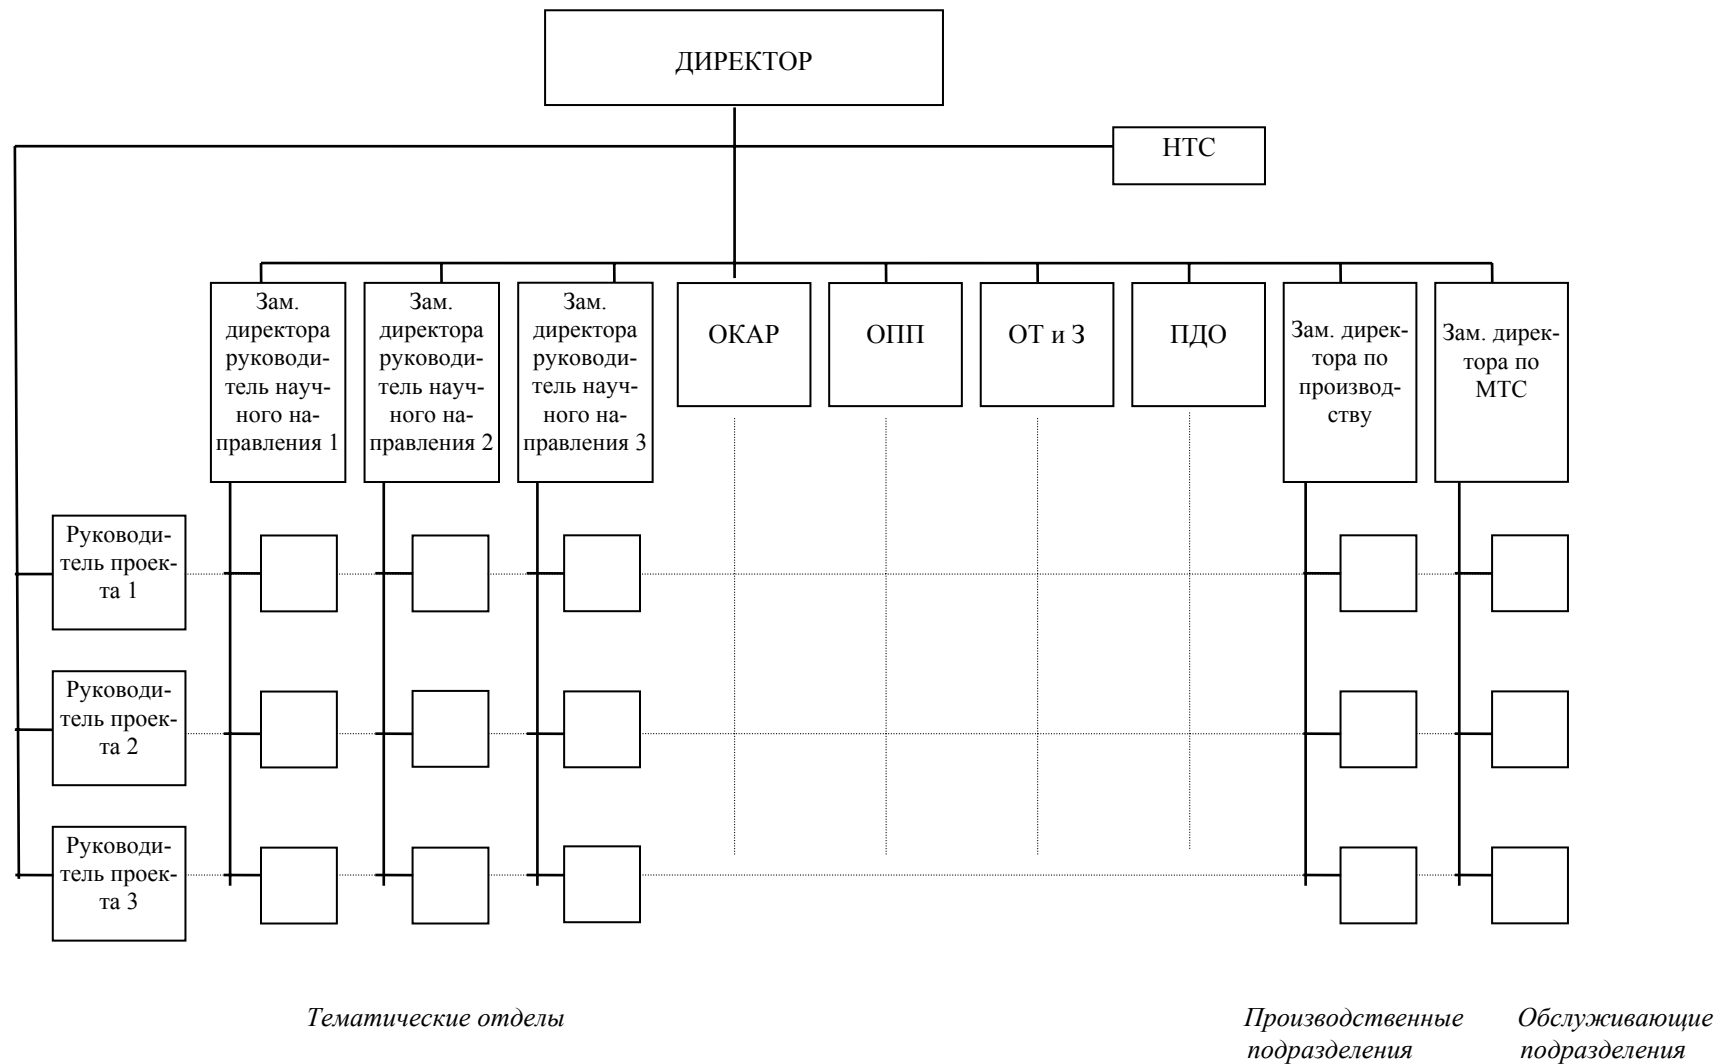 ДИРЕКТОР
НТС
Зам.
директора
руководи-
тель науч-
ного на-
правления 1
Зам.
директора
руководи-
тель науч-
ного на-
правления 2
Зам.
директора
руководи-
тель науч-
ного на-
правления 3
ОКАР
ОПП
ОТ и З
ПДО
Зам. дирек-
тора по
производ-
ству
Зам. дирек-
тора по
МТС
Руководи-
тель проек-
та 1
Руководи-
тель проек-
та 2
Руководи-
тель проек-
та 3
Тематические отделы
Производственные
подразделения
Обслуживающие
подразделения